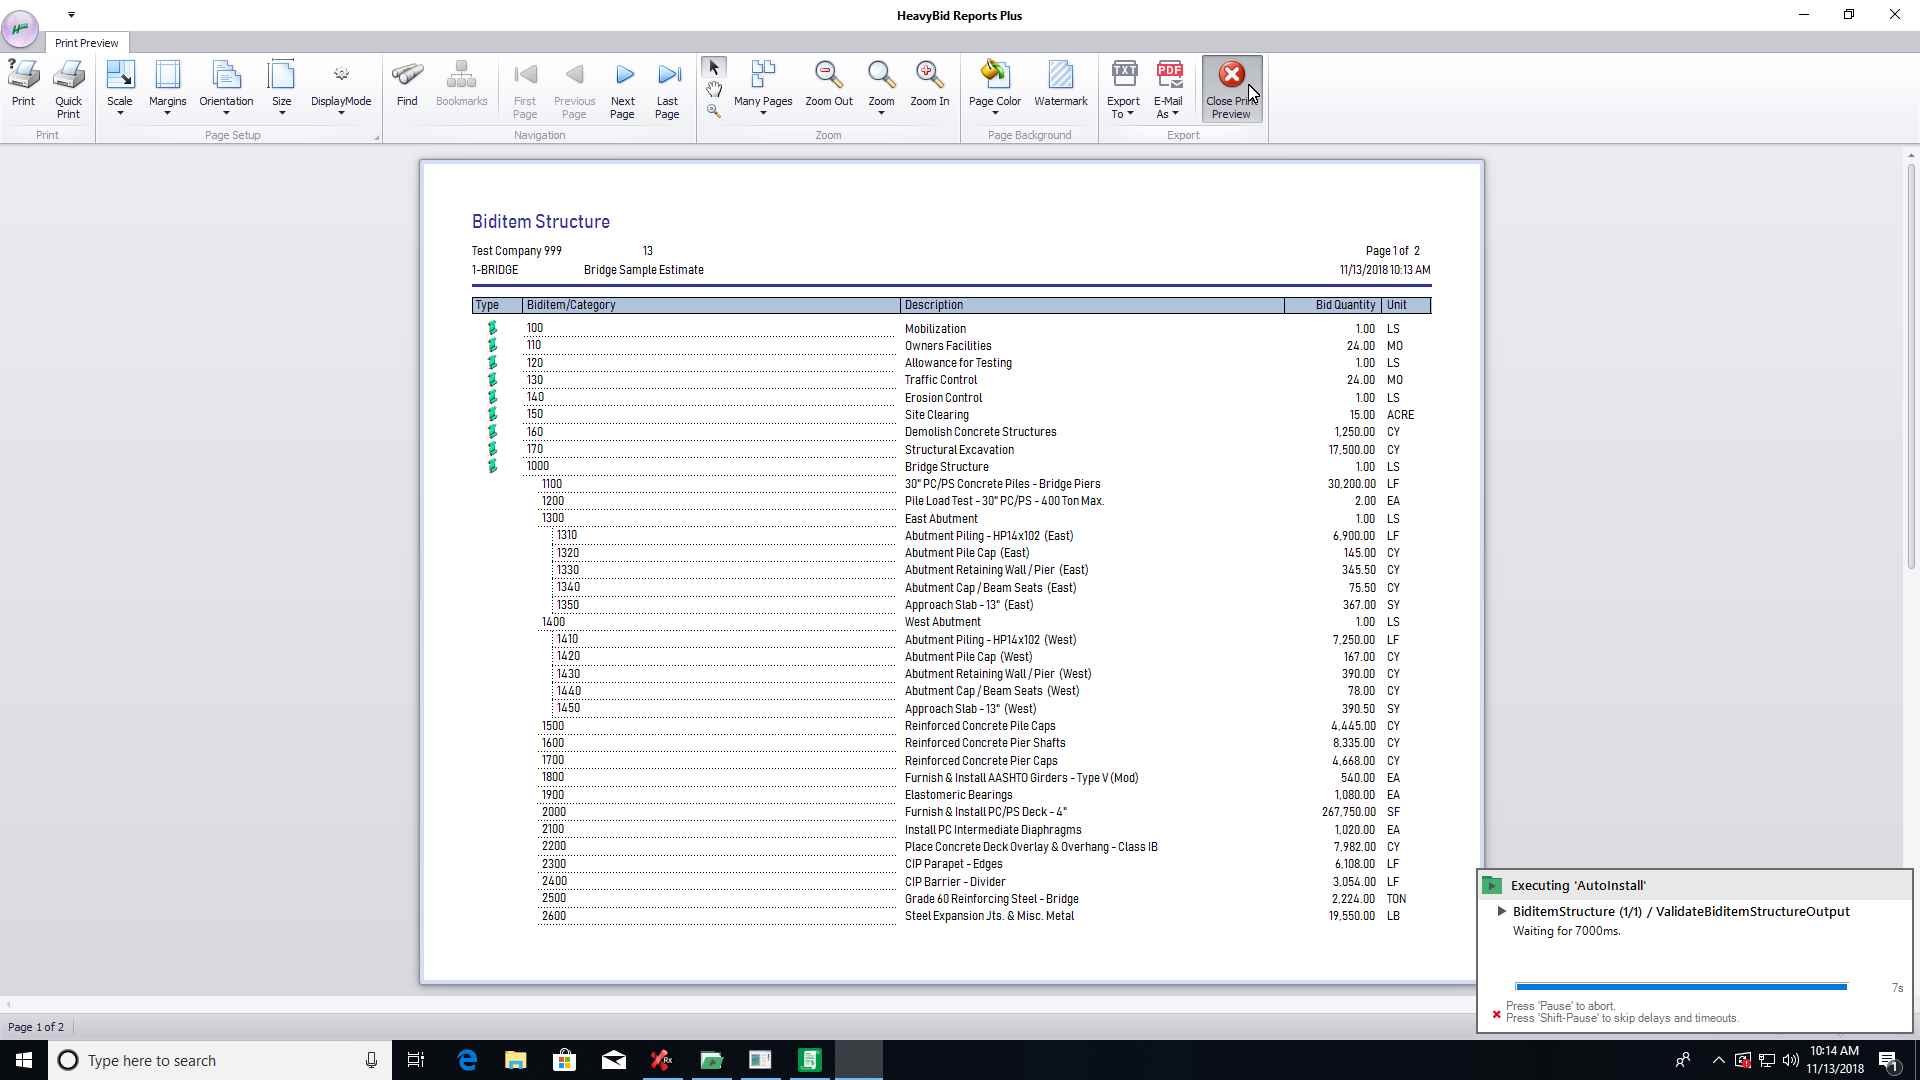 HeavyBid Reports Plus
Print Preview
Print
Quick Print
Scale
Margins
Orientation
Size
DisplayMode
Find
Bookmarks
First Page
Previous Page
Next Page
Last Page
Many Pages
Zoom Out
Zoom
Zoom In
Page Color
Watermark
TXT
Export To
PDF
E-Mail As
Close Print Preview
Print
Page Setup
Navigation
Zoom
Page Background
Export
Biditem Structure
Test Company 999 13 Page 1 of 2
1-BRIDGE Bridge Sample Estimate 11/13/2018 10:13 AM
Type Biditem/Category Description Bid Quantity Unit
100 Mobilization 1.00 LS
110 Owners Facilities 24.00 MO
120 Allowance for Testing 1.00 LS
130 Traffic Control 24.00 MO
140 Erosion Control 1.00 LS
150 Site Clearing 15.00 ACRE
160 Demolish Concrete Structures 1,250.00 CY
170 Structural Excavation 17,500.00 CY
1000 Bridge Structure 1.00 LS
1100 30" PC/PS Concrete Piles - Bridge Piers 30,200.00 LF
1200 Pile Load Test - 30" PC/PS - 400 Ton Max. 2.00 EA
1300 East Abutment 1.00 LS
1310 Abutment Piling - HP14x102 (East) 6,900.00 LF
1320 Abutment Pile Cap (East) 145.00 CY
1330 Abutment Retaining Wall / Pier (East) 345.50 CY
1340 Abutment Cap / Beam Seats (East) 75.50 CY
1350 Approach Slab - 13" (East) 367.00 SY
1400 West Abutment 1.00 LS
1410 Abutment Piling - HP14x102 (West) 7,250.00 LF
1420 Abutment Pile Cap (West) 167.00 CY
1430 Abutment Retaining Wall / Pier (West) 390.00 CY
1440 Abutment Cap / Beam Seats (West) 78.00 CY
1450 Approach Slab - 13" (West) 390.50 SY
1500 Reinforced Concrete Pile Caps 4,445.00 CY
1600 Reinforced Concrete Pier Shafts 8,335.00 CY
1700 Reinforced Concrete Pier Caps 4,668.00 CY
1800 Furnish & Install AASHTO Girders - Type V (Mod) 540.00 EA
1900 Elastomeric Bearings 1,080.00 EA
2000 Furnish & Install PC/PS Deck - 4" 267,750.00 SF
2100 Install PC Intermediate Diaphragms 1,020.00 EA
2200 Place Concrete Deck Overlay & Overhang - Class IB 7,982.00 CY
2300 CIP Parapet - Edges 6,108.00 LF
2400 CIP Barrier - Divider 3,054.00 LF
2500 Grade 60 Reinforcing Steel - Bridge 2,224.00 TON
2600 Steel Expansion Jts. & Misc. Metal 19,550.00 LB
Executing 'AutoInstall'
BiditemStructure (1/1) / ValidateBiditemStructureOutput
Waiting for 7000ms.
7s
Press 'Pause' to abort.
Press 'Shift-Pause' to skip delays and timeouts.
Page 1 of 2
Type here to search
10:14 AM
11/13/2018
1